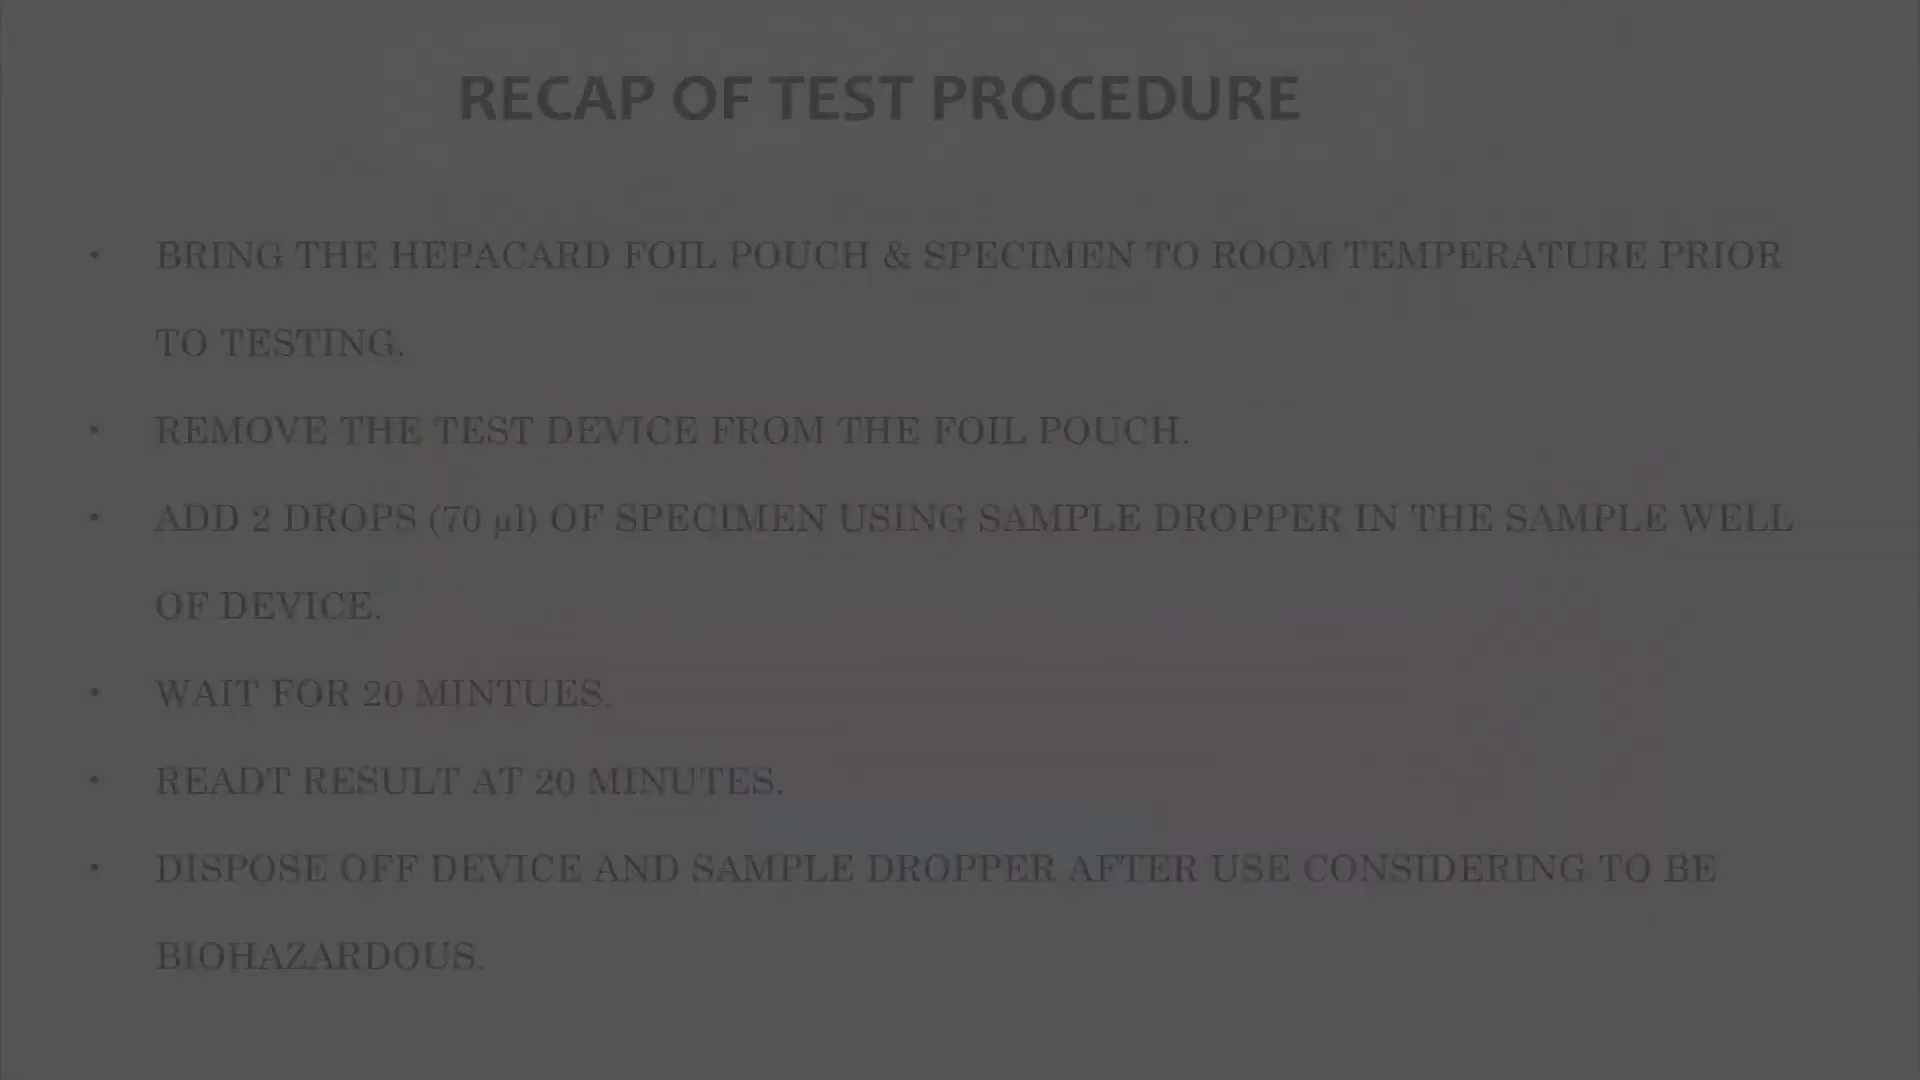 RECAP OF TEST PROCEDURE
• BRING THE HEPACARD FOIL POUCH & SPECIMEN TO ROOM TEMPERATURE PRIOR
TO TESTING.
• REMOVE THE TEST DEVICE FROM THE FOIL POUCH.
• ADD 2 DROPS (70 µl) OF SPECIMEN USING SAMPLE DROPPER IN THE SAMPLE WELL
OF DEVICE.
• WAIT FOR 20 MINTUES.
• READT RESULT AT 20 MINUTES.
• DISPOSE OFF DEVICE AND SAMPLE DROPPER AFTER USE CONSIDERING TO BE
BIOHAZARDOUS.